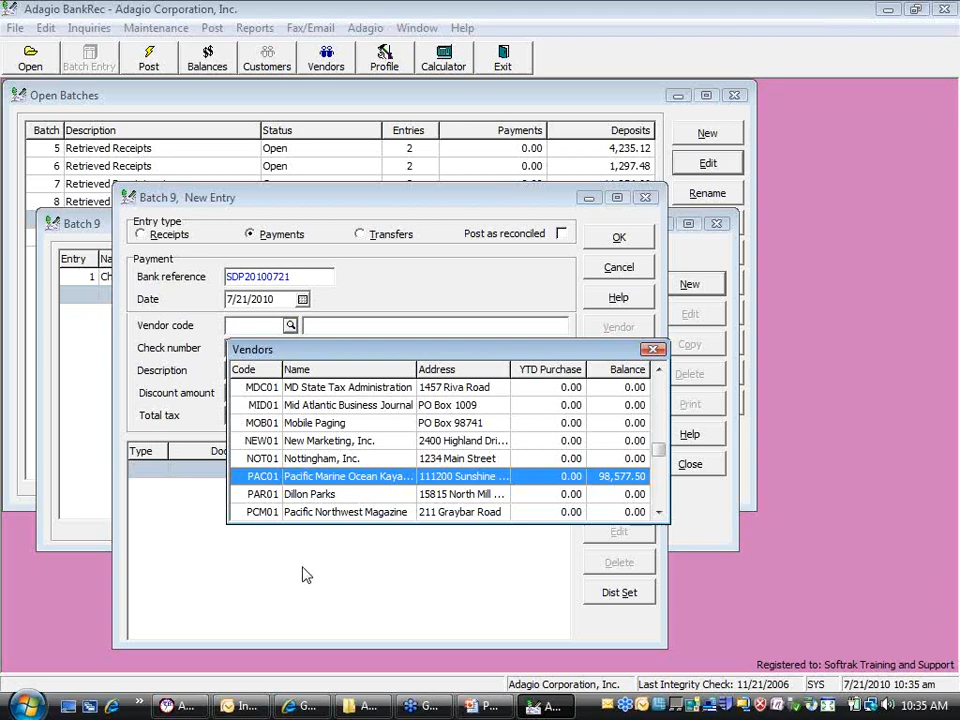 Adagio BankRec - Adagio Corporation, Inc.
File Edit Inquiries Maintenance Post Reports Fax/Email Adagio Window Help
Open Batch Entry Post Balances Customers Vendors Profile Calculator Exit
Open Batches
Batch Description Status Entries Payments Deposits
5 Retrieved Receipts Open 2 0.00 4,235.12
6 Retrieved Receipts Open 2 0.00 1,297.48
7 Retrieved Receipts
8 Retri
New
Edit
Rename
Batch 9
Entry
1 Ch
New
Edit
Copy
Delete
Print
Help
Close
Batch 9, New Entry
Entry type
Receipts Payments Transfers Post as reconciled
Payment
Bank reference SDP20100721
Date 7/21/2010
Vendor code
Check number
Description
Discount amount
Total tax
Type Doc
OK
Cancel
Help
Vendor
Edit
Delete
Dist Set
Vendors
Code Name Address YTD Purchase Balance
MDC01 MD State Tax Administration 1457 Riva Road 0.00 0.00
MID01 Mid Atlantic Business Journal PO Box 1009 0.00 0.00
MOB01 Mobile Paging PO Box 98741 0.00 0.00
NEW01 New Marketing, Inc. 2400 Highland Dri... 0.00 0.00
NOT01 Nottingham, Inc. 1234 Main Street 0.00 0.00
PAC01 Pacific Marine Ocean Kaya... 111200 Sunshine ... 0.00 98,577.50
PAR01 Dillon Parks 15815 North Mill ... 0.00 0.00
PCM01 Pacific Northwest Magazine 211 Graybar Road 0.00 0.00
Registered to: Softrak Training and Support
Adagio Corporation, Inc. Last Integrity Check: 11/21/2006 SYS 7/21/2010 10:35 am
A... In... G... A... G... P... A... 10:35 AM